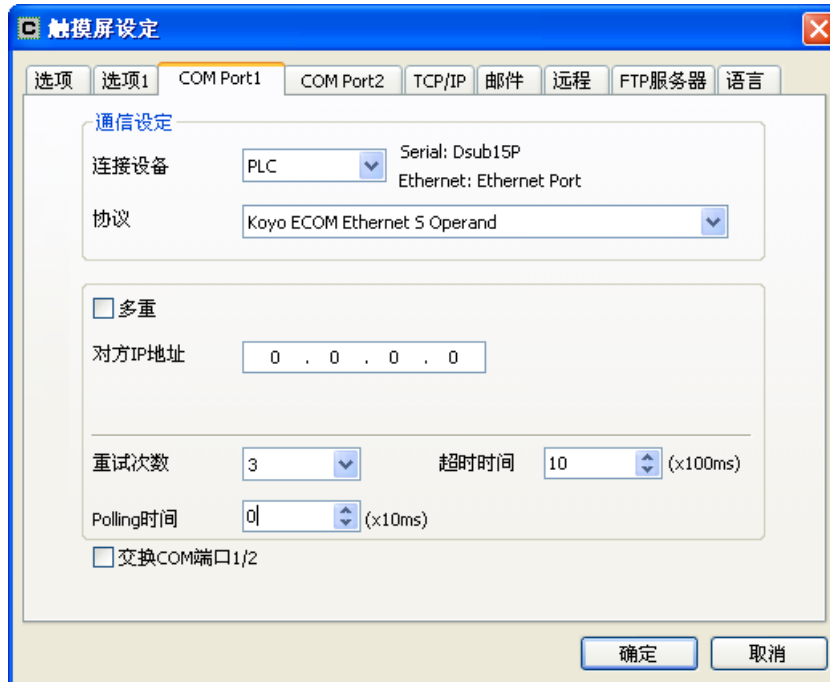 C 触摸屏设定
选项 选项1 COM Port1 COM Port2 TCP/IP 邮件 远程 FTP服务器 语言
通信设定
连接设备 PLC Serial: Dsub15P
Ethernet: Ethernet Port
协议 Koyo ECOM Ethernet S Operand
多重
对方IP地址 0 . 0 . 0 . 0
重试次数 3 超时时间 10 (x100ms)
Polling时间 0 (x10ms)
交换COM端口1/2
确定 取消